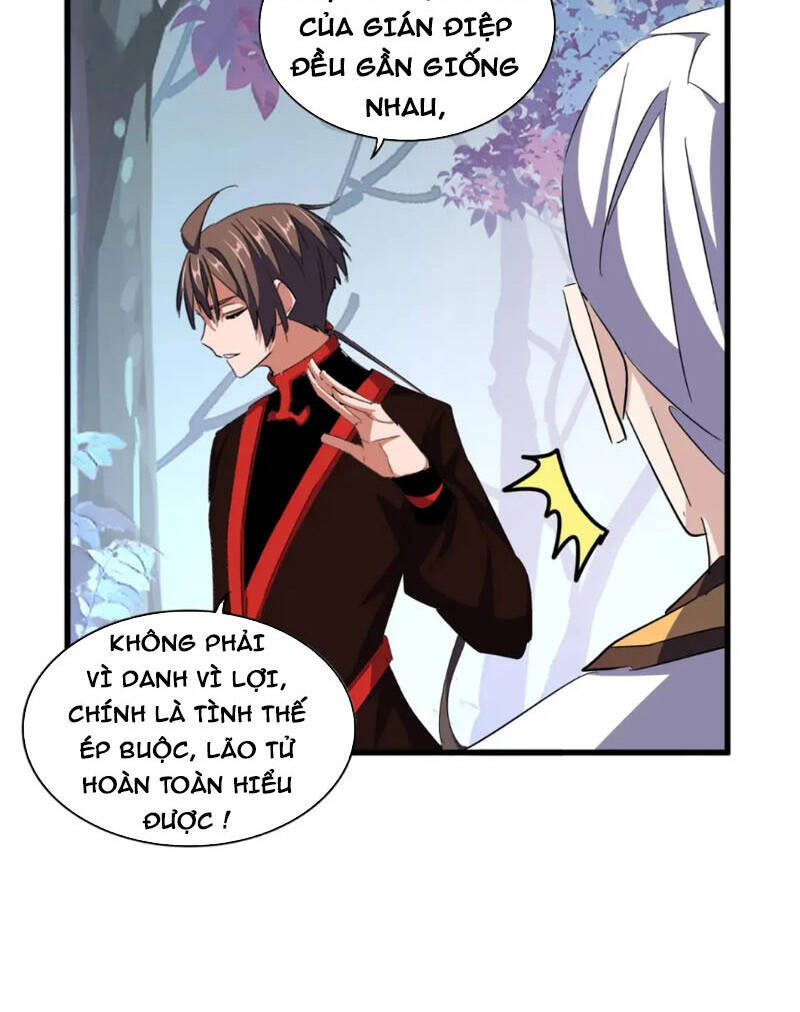 CỦA GIÁN ĐIỆP
ĐỀU GẦN GIỐNG
NHAU,
KHÔNG PHẢI
VÌ DANH VÌ LỢI,
CHÍNH LÀ TÌNH THẾ
ÉP BUỘC, LÃO TỬ
HOÀN TOÀN HIỂU
ĐƯỢC !